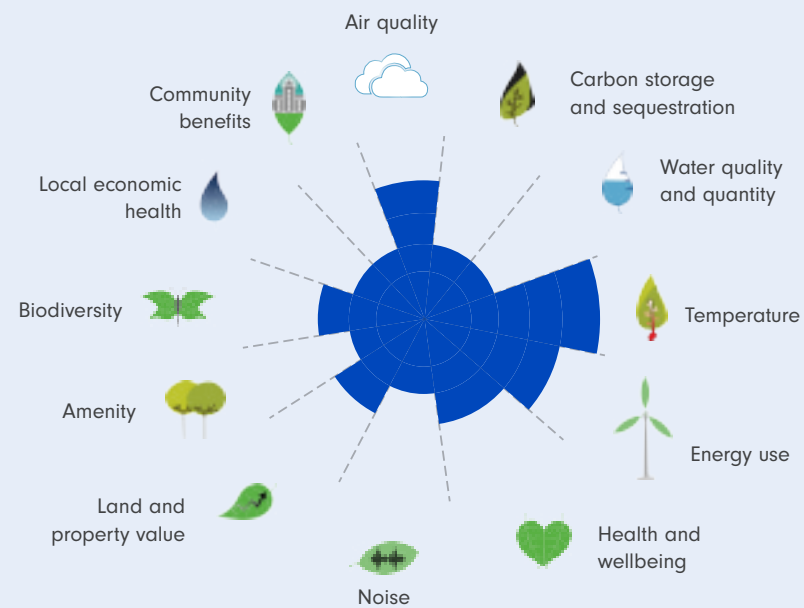 Air quality
Carbon storage
and sequestration
Water quality
and quantity
Temperature
Energy use
Health and
wellbeing
Noise
Land and
property value
Amenity
Biodiversity
Local economic
health
Community
benefits